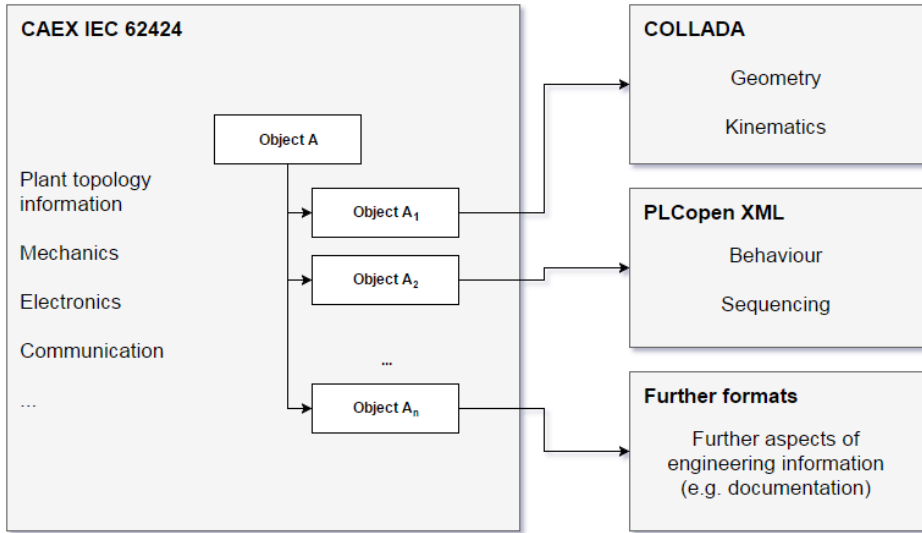 CAEX IEC 62424
Object A
Plant topology
information
Mechanics
Electronics
Communication
...
Object A₁
Object A₂
...
Object Aₙ
COLLADA
Geometry
Kinematics
PLCopen XML
Behaviour
Sequencing
Further formats
Further aspects of
engineering information
(e.g. documentation)